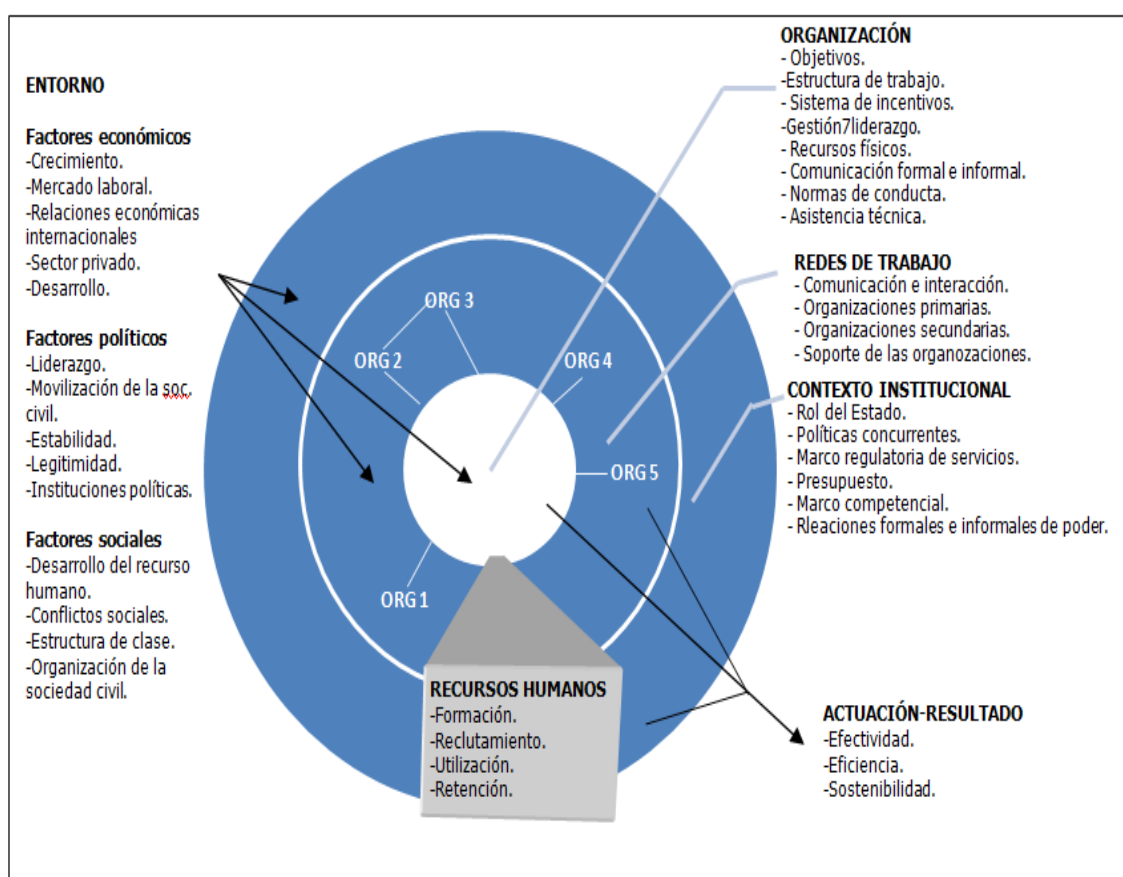 ENTORNO
Factores económicos
-Crecimiento.
-Mercado laboral.
-Relaciones económicas
internacionales
-Sector privado.
-Desarrollo.
Factores políticos
-Liderazgo.
-Movilización de la soc.
civil.
-Estabilidad.
-Legitimidad.
-Instituciones políticas.
Factores sociales
-Desarrollo del recurso
humano.
-Conflictos sociales.
-Estructura de clase.
-Organización de la
sociedad civil.
ORG 3
ORG 2
ORG 4
ORG 5
ORG 1
RECURSOS HUMANOS
-Formación.
-Reclutamiento.
-Utilización.
-Retención.
ORGANIZACIÓN
- Objetivos.
-Estructura de trabajo.
- Sistema de incentivos.
-Gestión7liderazgo.
- Recursos físicos.
- Comunicación formal e informal.
- Normas de conducta.
- Asistencia técnica.
REDES DE TRABAJO
- Comunicación e interacción.
- Organizaciones primarias.
- Organizaciones secundarias.
- Soporte de las organozaciones.
CONTEXTO INSTITUCIONAL
- Rol del Estado.
- Políticas concurrentes.
- Marco regulatoria de servicios.
- Presupuesto.
- Marco competencial.
- Rleaciones formales e informales de poder.
ACTUACIÓN-RESULTADO
-Efectividad.
-Eficiencia.
-Sostenibilidad.